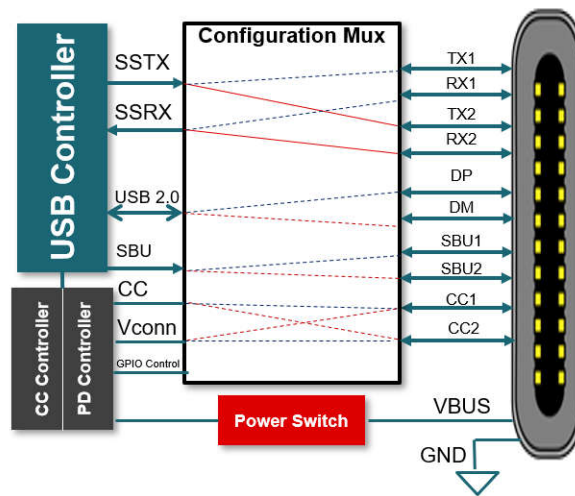 Configuration Mux
USB Controller
SSTX
SSRX
USB 2.0
SBU
CC
Vconn
GPIO Control
CC Controller
PD Controller
TX1
RX1
TX2
RX2
DP
DM
SBU1
SBU2
CC1
CC2
Power Switch
VBUS
GND